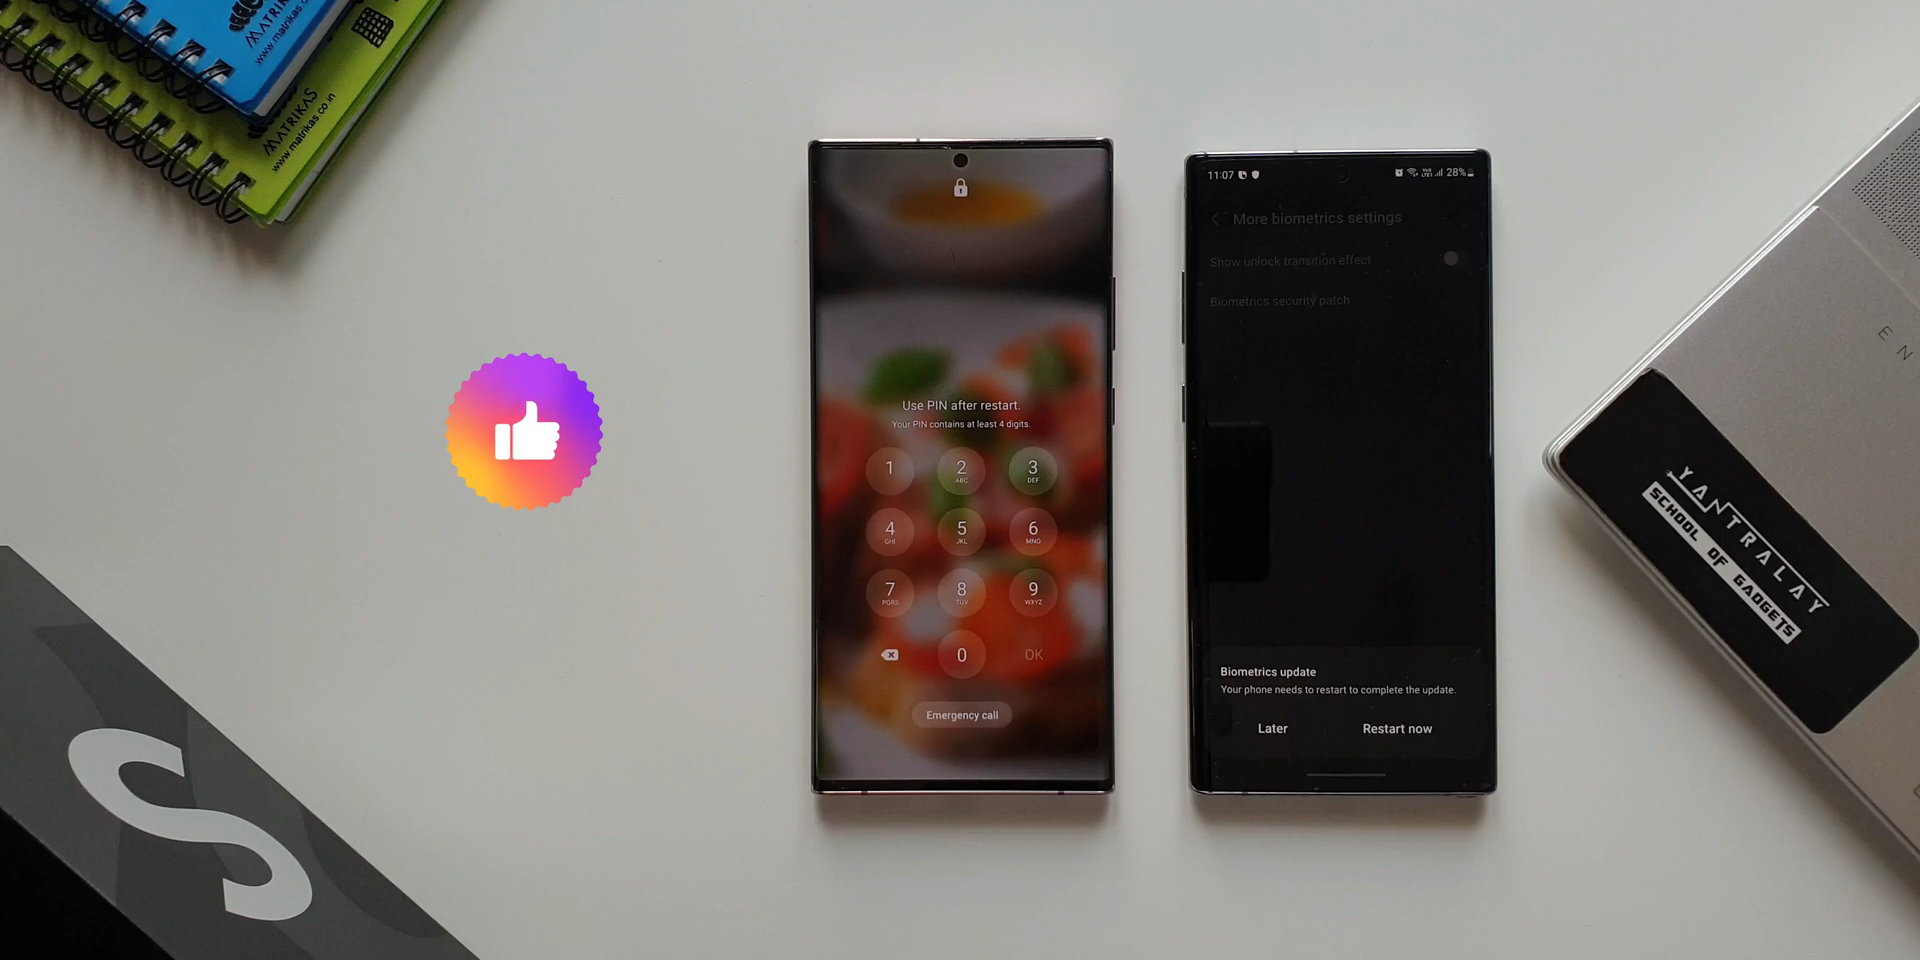 MATRIKAS
www.matrikas.co.in
MATRIKAS
www.matrikas.co.in
Use PIN after restart.
Your PIN contains at least 4 digits.
1
2
ABC
3
DEF
4
GHI
5
JKL
6
MNO
7
PQRS
8
TUV
9
WXYZ
0
OK
Emergency call
11:07
28%
More biometrics settings
Show unlock transition effect
Biometrics security patch
Biometrics update
Your phone needs to restart to complete the update.
Later
Restart now
EN
YANTRALAY
SCHOOL OF GADGETS
S